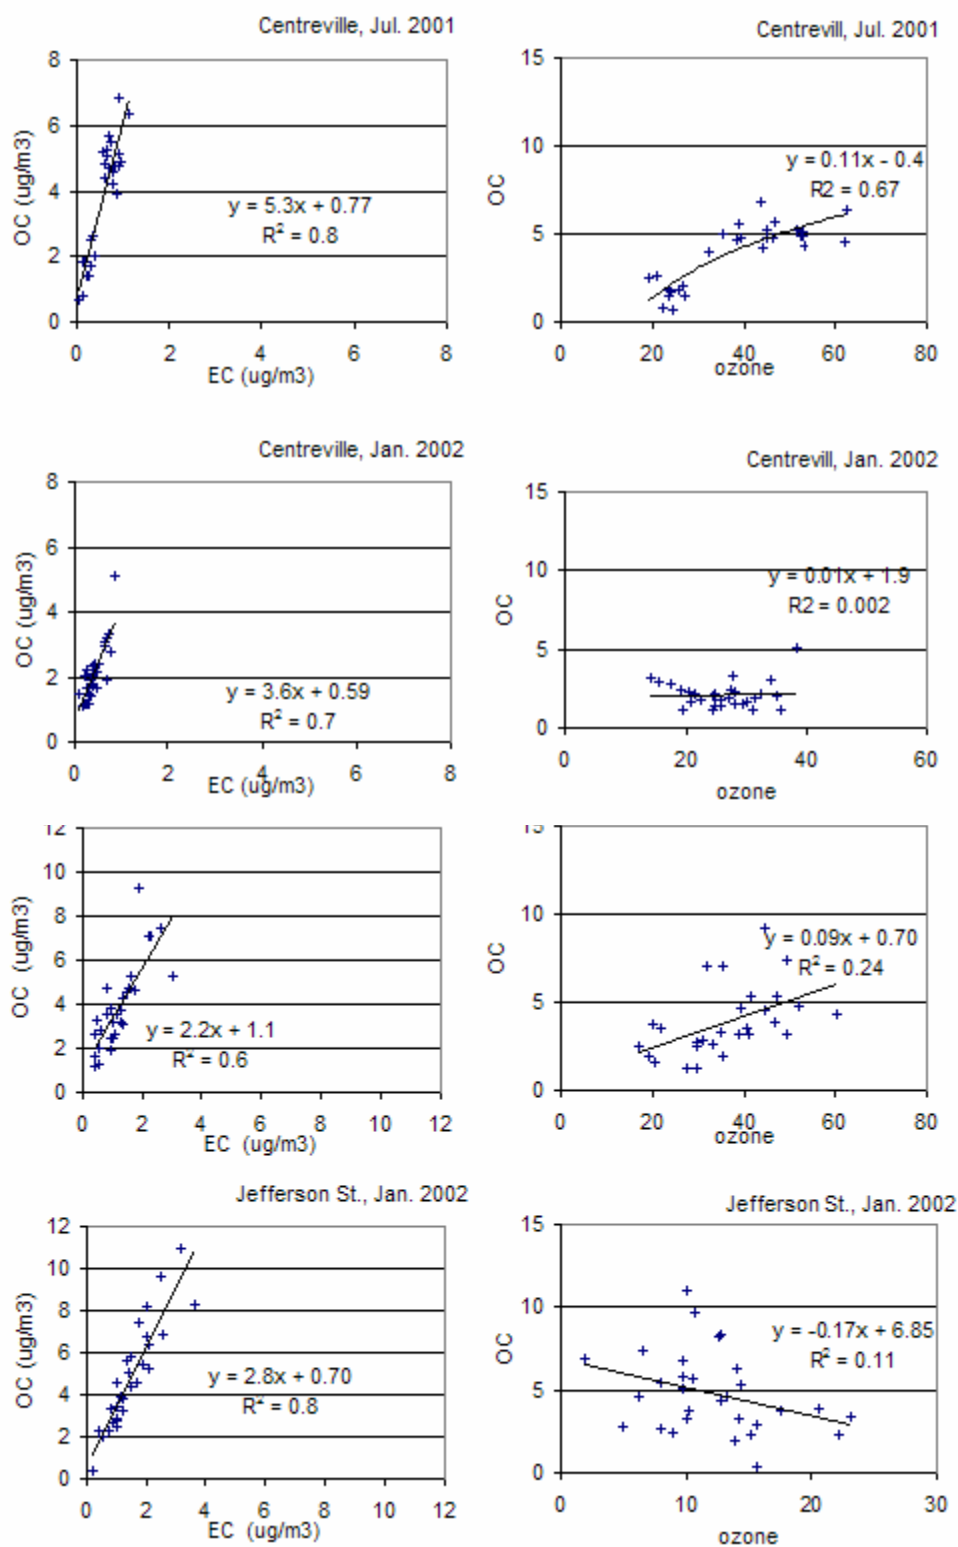 Centreville, Jul. 2001
8
6
4
2
0
OC (ug/m3)
y = 5.3x + 0.77
R² = 0.8
0 2 4 6 8
EC (ug/m3)
Centrevill, Jul. 2001
15
10
5
0
OC
y = 0.11x - 0.4
R2 = 0.67
0 20 40 60 80
ozone
Centreville, Jan. 2002
8
6
4
2
0
OC (ug/m3)
y = 3.6x + 0.59
R² = 0.7
0 2 4 6 8
EC (ug/m3)
Centrevill, Jan. 2002
15
10
5
0
OC
y = 0.01x + 1.9
R2 = 0.002
0 20 40 60
ozone
12
10
8
6
4
2
0
OC (ug/m3)
y = 2.2x + 1.1
R² = 0.6
0 2 4 6 8 10 12
EC (ug/m3)
15
10
5
0
OC
y = 0.09x + 0.70
R² = 0.24
0 20 40 60 80
ozone
Jefferson St., Jan. 2002
12
10
8
6
4
2
0
OC (ug/m3)
y = 2.8x + 0.70
R² = 0.8
0 2 4 6 8 10 12
EC (ug/m3)
Jefferson St., Jan. 2002
15
10
5
0
OC
y = -0.17x + 6.85
R² = 0.11
0 10 20 30
ozone